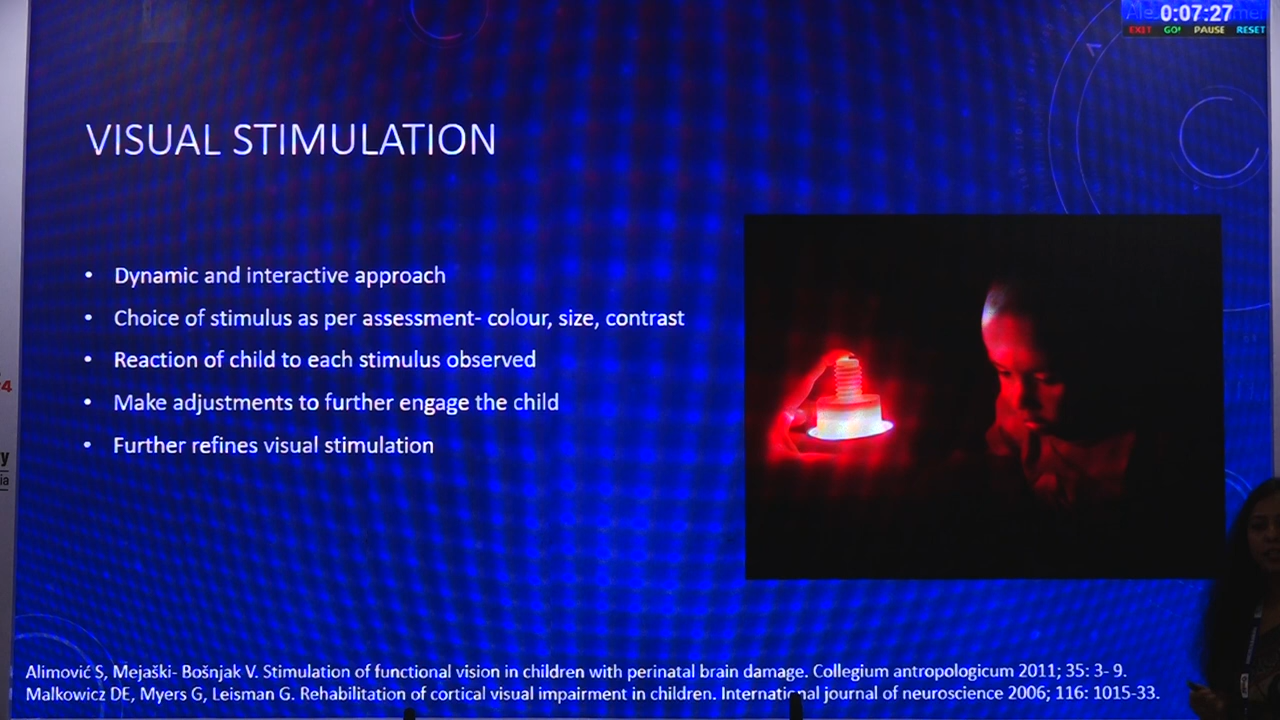 0:07:27
EXIT GO! PAUSE RESET
VISUAL STIMULATION
• Dynamic and interactive approach
• Choice of stimulus as per assessment- colour, size, contrast
• Reaction of child to each stimulus observed
• Make adjustments to further engage the child
• Further refines visual stimulation
Alimović S, Mejaški- Bošnjak V. Stimulation of functional vision in children with perinatal brain damage. Collegium antropologicum 2011; 35: 3- 9.
Malkowicz DE, Myers G, Leisman G. Rehabilitation of cortical visual impairment in children. International journal of neuroscience 2006; 116: 1015-33.